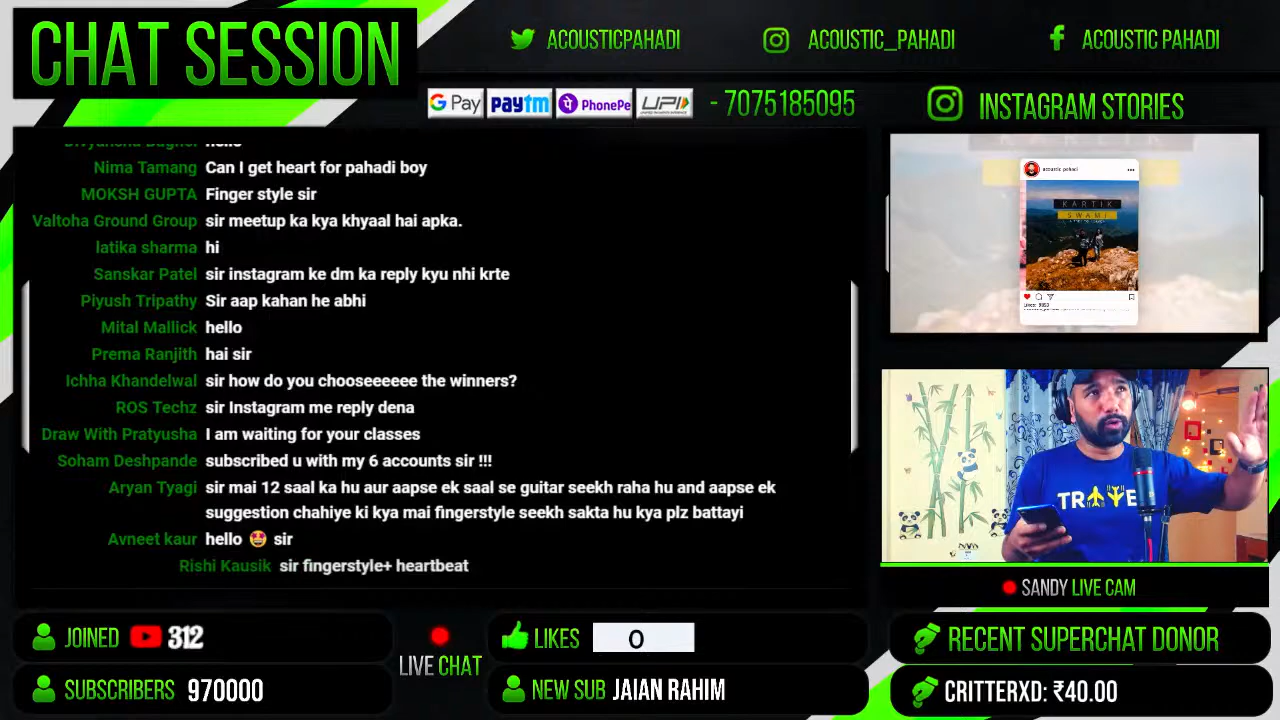 CHAT SESSION
ACOUSTICPAHADI
ACOUSTIC_PAHADI
ACOUSTIC PAHADI
G Pay
paytm
PhonePe
UPI
- 7075185095
INSTAGRAM STORIES
hello
Nima Tamang Can I get heart for pahadi boy
MOKSH GUPTA Finger style sir
Valtoha Ground Group sir meetup ka kya khyaal hai apka.
latika sharma hi
Sanskar Patel sir instagram ke dm ka reply kyu nhi krte
Piyush Tripathy Sir aap kahan he abhi
Mital Mallick hello
Prema Ranjith hai sir
Ichha Khandelwal sir how do you chooseeeeee the winners?
ROS Techz sir Instagram me reply dena
Draw With Pratyusha I am waiting for your classes
Soham Deshpande subscribed u with my 6 accounts sir !!!
Aryan Tyagi sir mai 12 saal ka hu aur aapse ek saal se guitar seekh raha hu and aapse ek
suggestion chahiye ki kya mai fingerstyle seekh sakta hu kya plz battayi
Avneet kaur hello 🤩 sir
Rishi Kausik sir fingerstyle+ heartbeat
acoustic pahadi
KARTIK
SWAMI
SANDY LIVE CAM
JOINED 312
LIVE CHAT
LIKES 0
SUBSCRIBERS 970000
NEW SUB JAIAN RAHIM
RECENT SUPERCHAT DONOR
CRITTERXD: ₹40.00